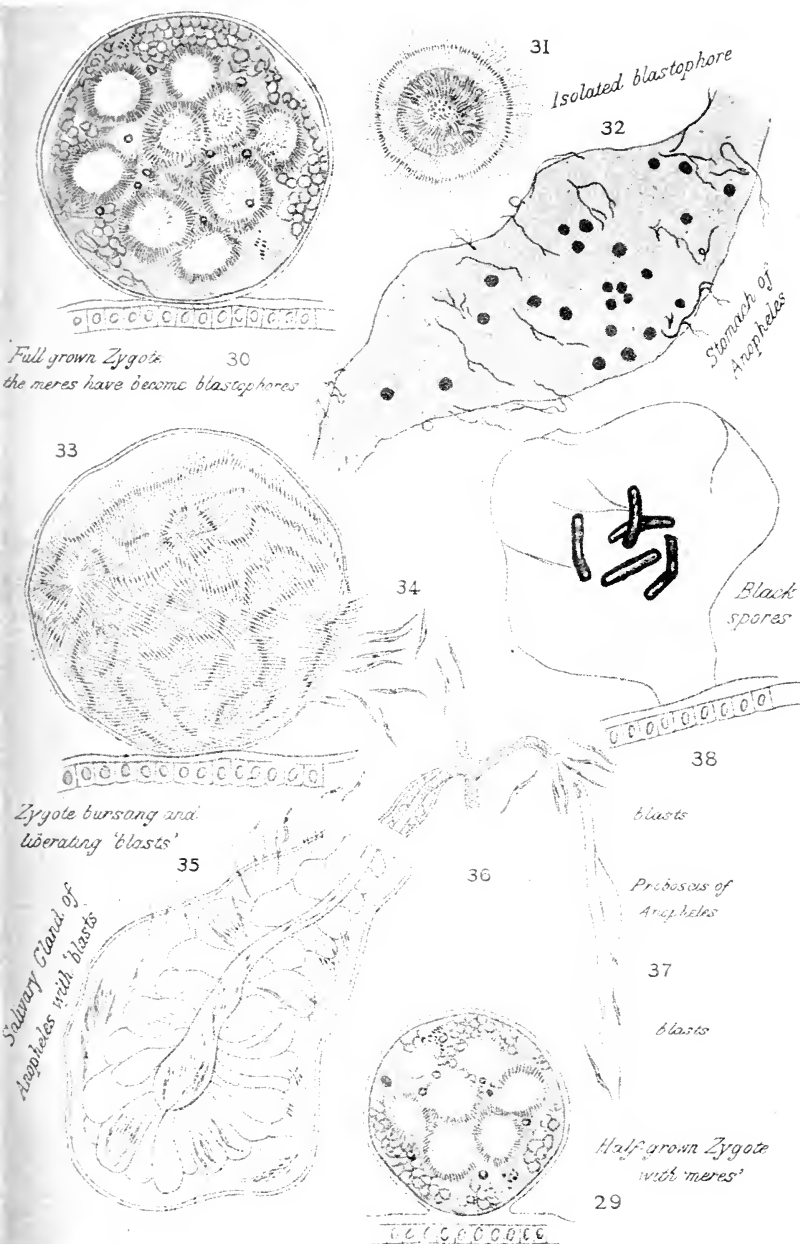 31
Isolated blastophore
32
Stomach of
Anopheles
Full grown Zygote
30
the meres have become blastophores
33
34
Black
spores
38
Zygote bursang and
liberating 'blasts'
35
Salivary Gland of
Anopheles with 'blasts
36
blasts
Proboscis of
Anopheles
37
blasts
Half grown Zygote
with 'meres'
29